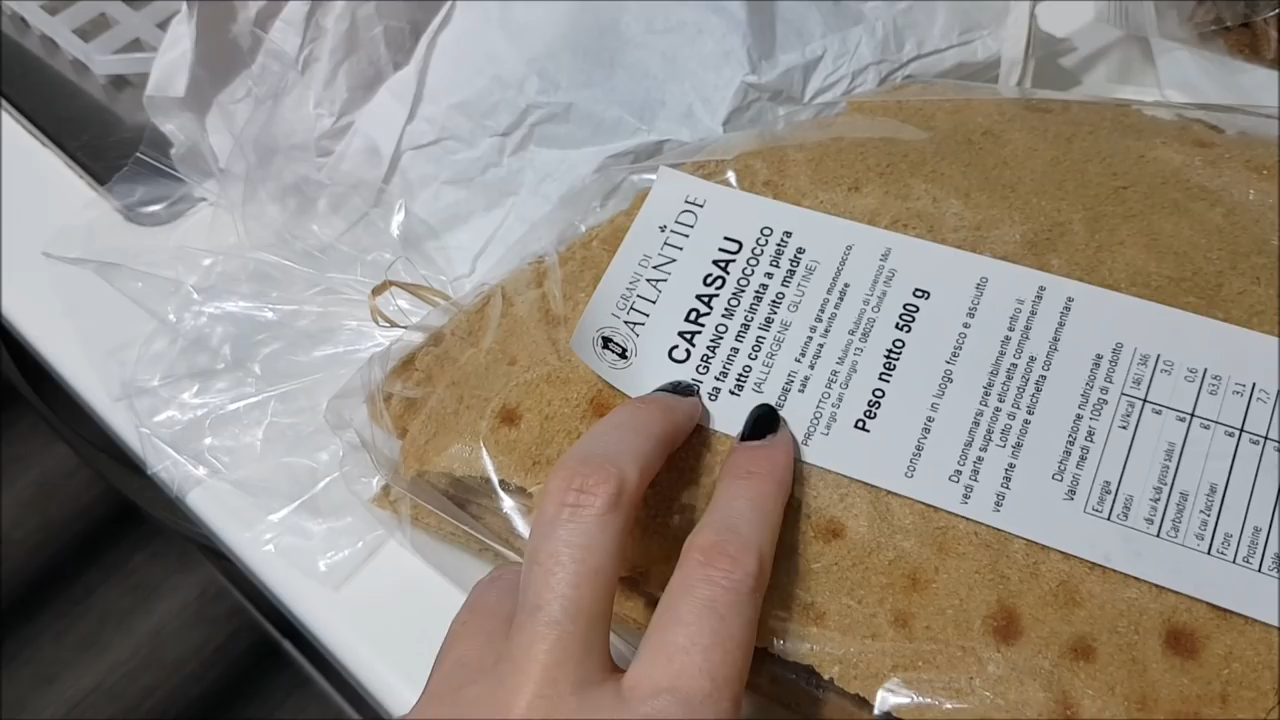 I GRANI DI
ATLANTIDE
CARASAU
DI GRANO MONOCOCCO
da farina macinata a pietra
fatto con lievito madre
(ALLERGENE GLUTINE)
EDIENTI. Farina di grano monococco,
sale, acqua, lievito madre
PRODOTTO PER: Mulino Rubino di Lorenzo Moi
Largo San Giorgio 13, 08020, Onifai (NU)
Peso netto 500 g
conservare in luogo fresco e asciutto
Da consumarsi preferibilmente entro il:
vedi parte superiore etichetta complementare
Lotto di produzione:
vedi parte inferiore etichetta complementare
Dichiarazione nutrizionale
Valori medi per 100g di prodotto
Energia kJ/kcal 1461/346
Grassi g 3,0
- di cui Acidi grassi saturi g 0,6
Carboidrati g 63,8
- di cui Zuccheri g 3,1
Fibre g 7,7
Proteine g
Sale